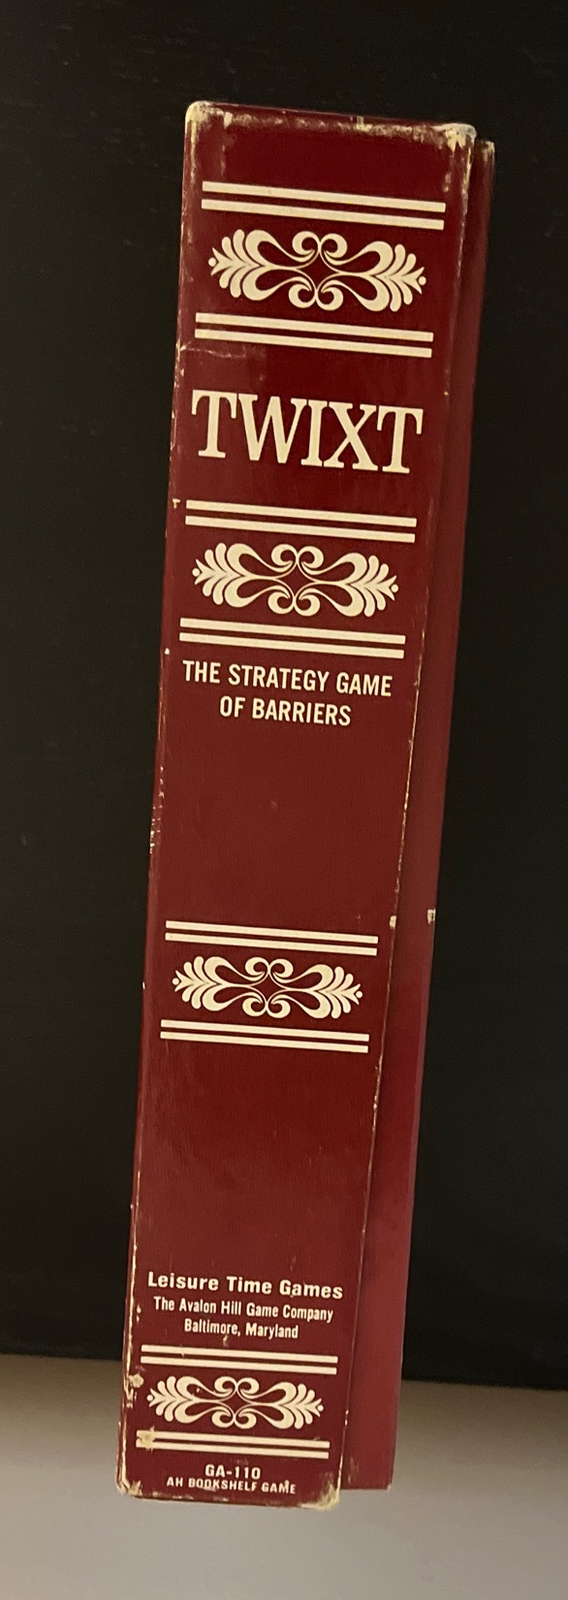 TWIXT
THE STRATEGY GAME
OF BARRIERS
Leisure Time Games
The Avalon Hill Game Company
Baltimore, Maryland
GA-110
AH BOOKSHELF GAME